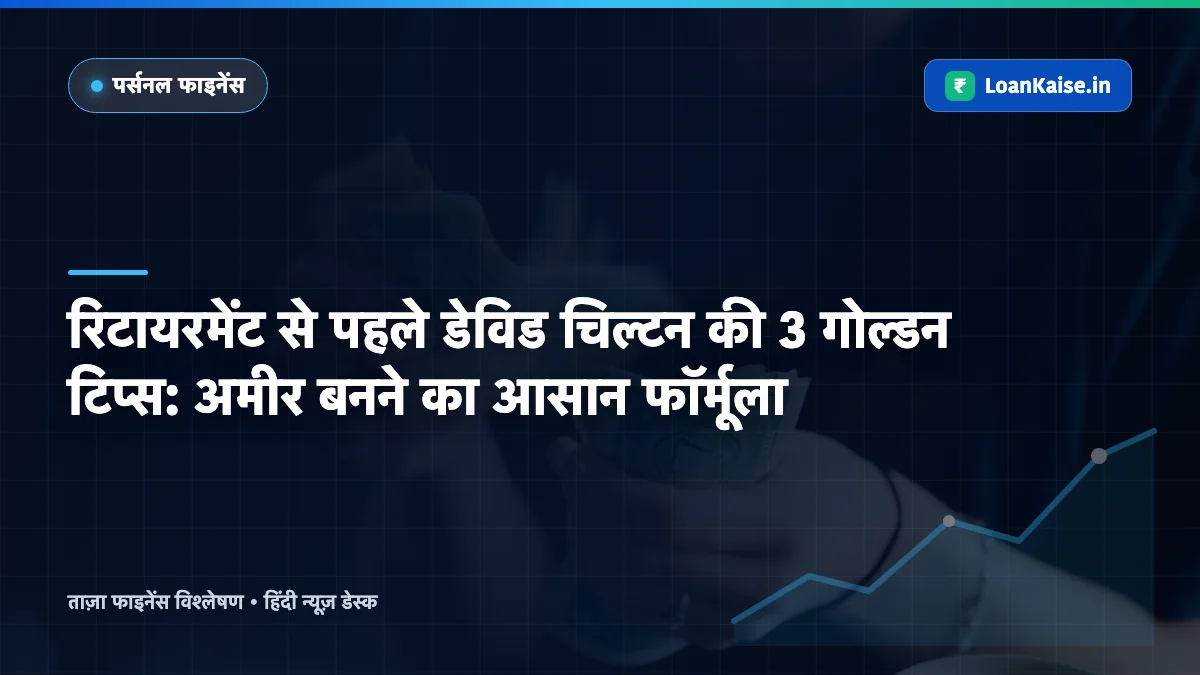 पर्सनल फाइनेंस
₹ LoanKaise.in
रिटायरमेंट से पहले डेविड चिल्टन की 3 गोल्डन
टिप्स: अमीर बनने का आसान फॉर्मूला
ताज़ा फाइनेंस विश्लेषण • हिंदी न्यूज़ डेस्क